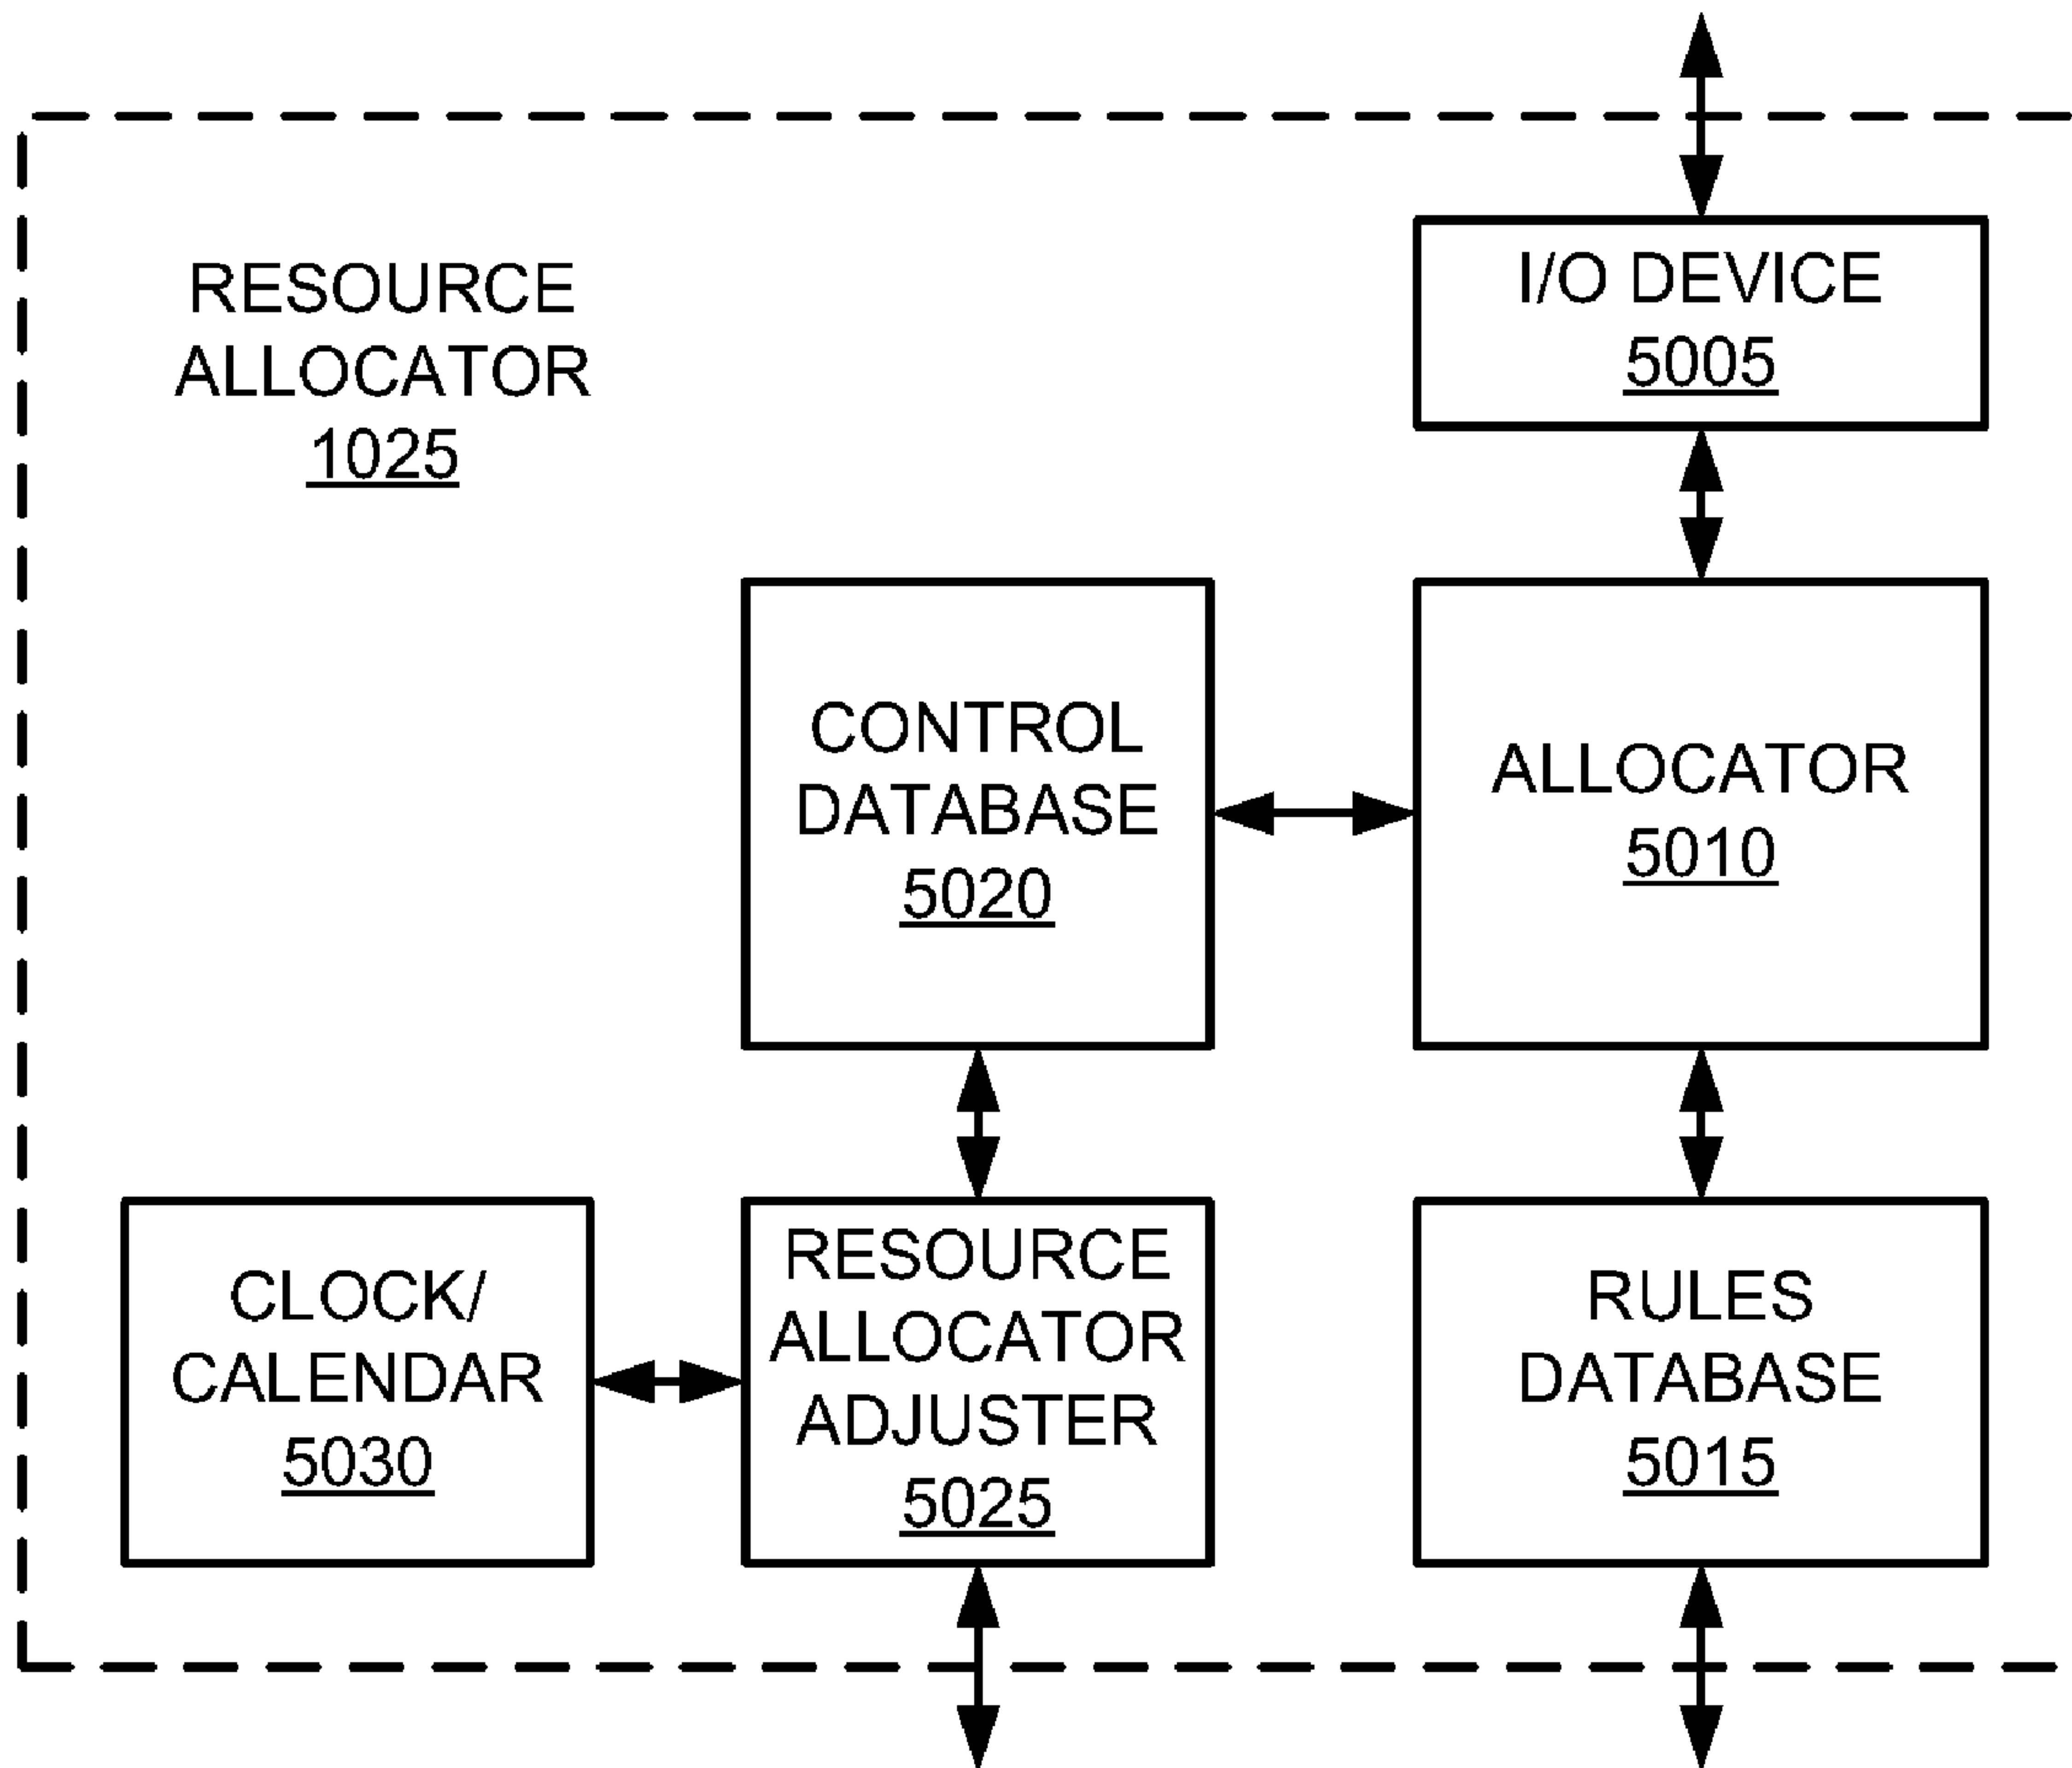 RESOURCE
ALLOCATOR
1025
I/O DEVICE
5005
CONTROL
DATABASE
5020
ALLOCATOR
5010
CLOCK/
CALENDAR
5030
RESOURCE
ALLOCATOR
ADJUSTER
5025
RULES
DATABASE
5015